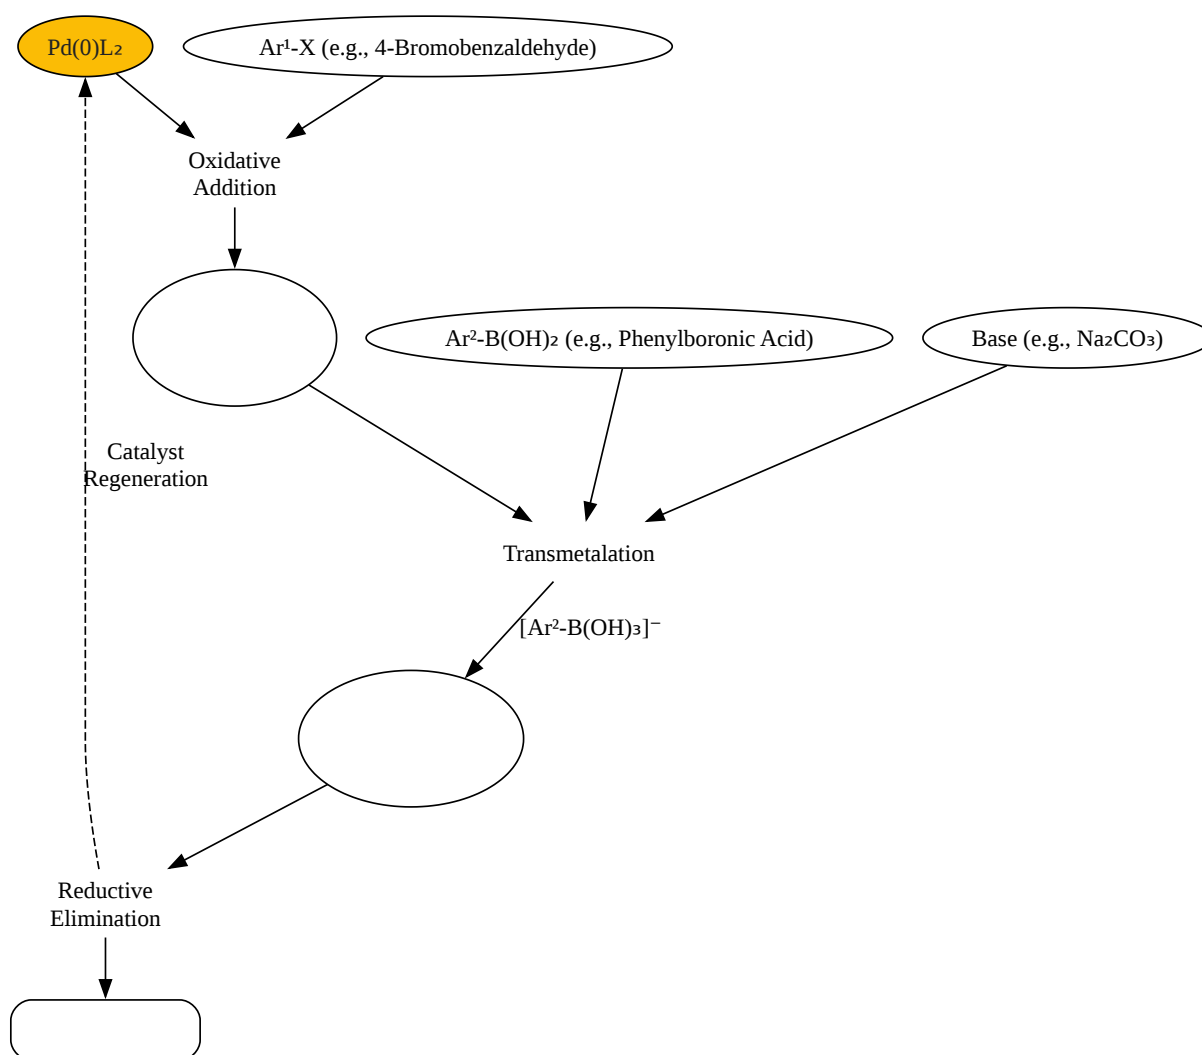 Pd(0)L₂
Ar¹-X (e.g., 4-Bromobenzaldehyde)
Oxidative
Addition
Ar²-B(OH)₂ (e.g., Phenylboronic Acid)
Base (e.g., Na₂CO₃)
Catalyst
Regeneration
Transmetalation
[Ar²-B(OH)₃]⁻
Reductive
Elimination